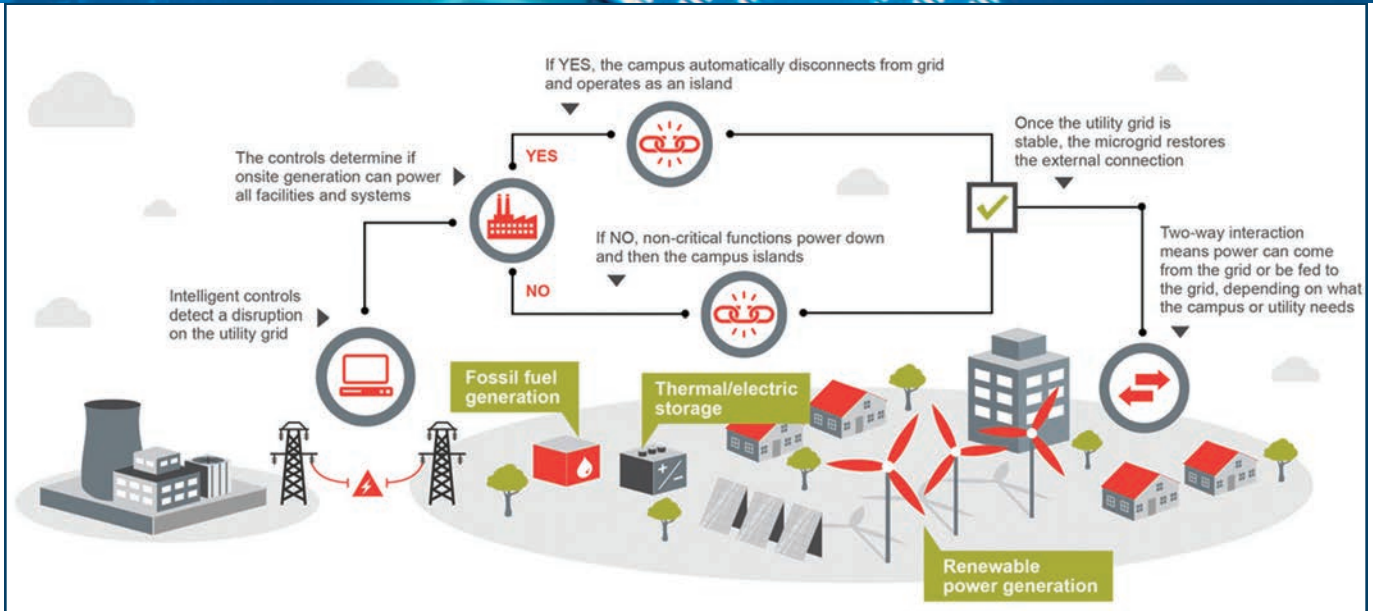 If YES, the campus automatically disconnects from grid
and operates as an island
Once the utility grid is
stable, the microgrid restores
the external connection
The controls determine if
onsite generation can power
all facilities and systems
YES
If NO, non-critical functions power down
and then the campus islands
NO
Two-way interaction
means power can come
from the grid or be fed to
the grid, depending on what
the campus or utility needs
Intelligent controls
detect a disruption
on the utility grid
Fossil fuel
generation
Thermal/electric
storage
Renewable
power generation